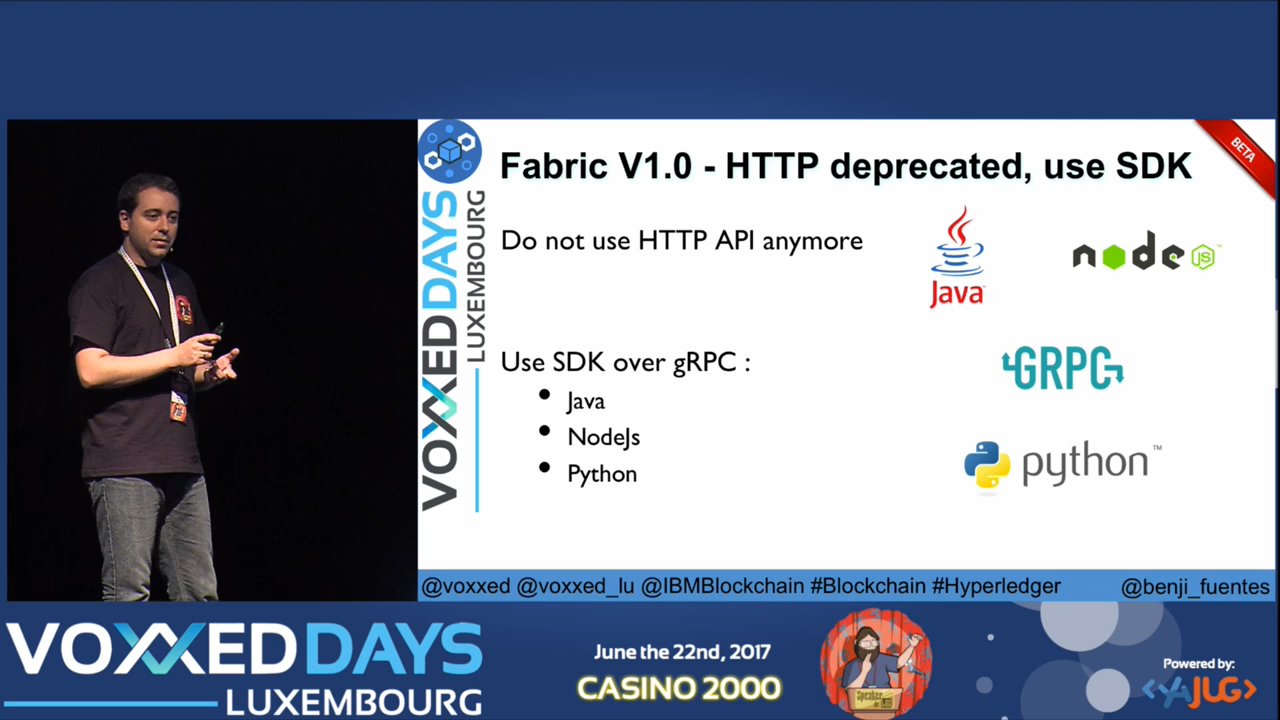 Fabric V1.0 - HTTP deprecated, use SDK
BETA
Do not use HTTP API anymore
Java
node
JS
Use SDK over gRPC :
Java
NodeJs
Python
GRPC
python™
VOXXED DAYS
LUXEMBOURG
@voxxed @voxxed_lu @IBMBlockchain #Blockchain #Hyperledger
@benji_fuentes
VOXXED DAYS
LUXEMBOURG
June the 22nd, 2017
CASINO 2000
Speaker
Powered by:
YAJUG